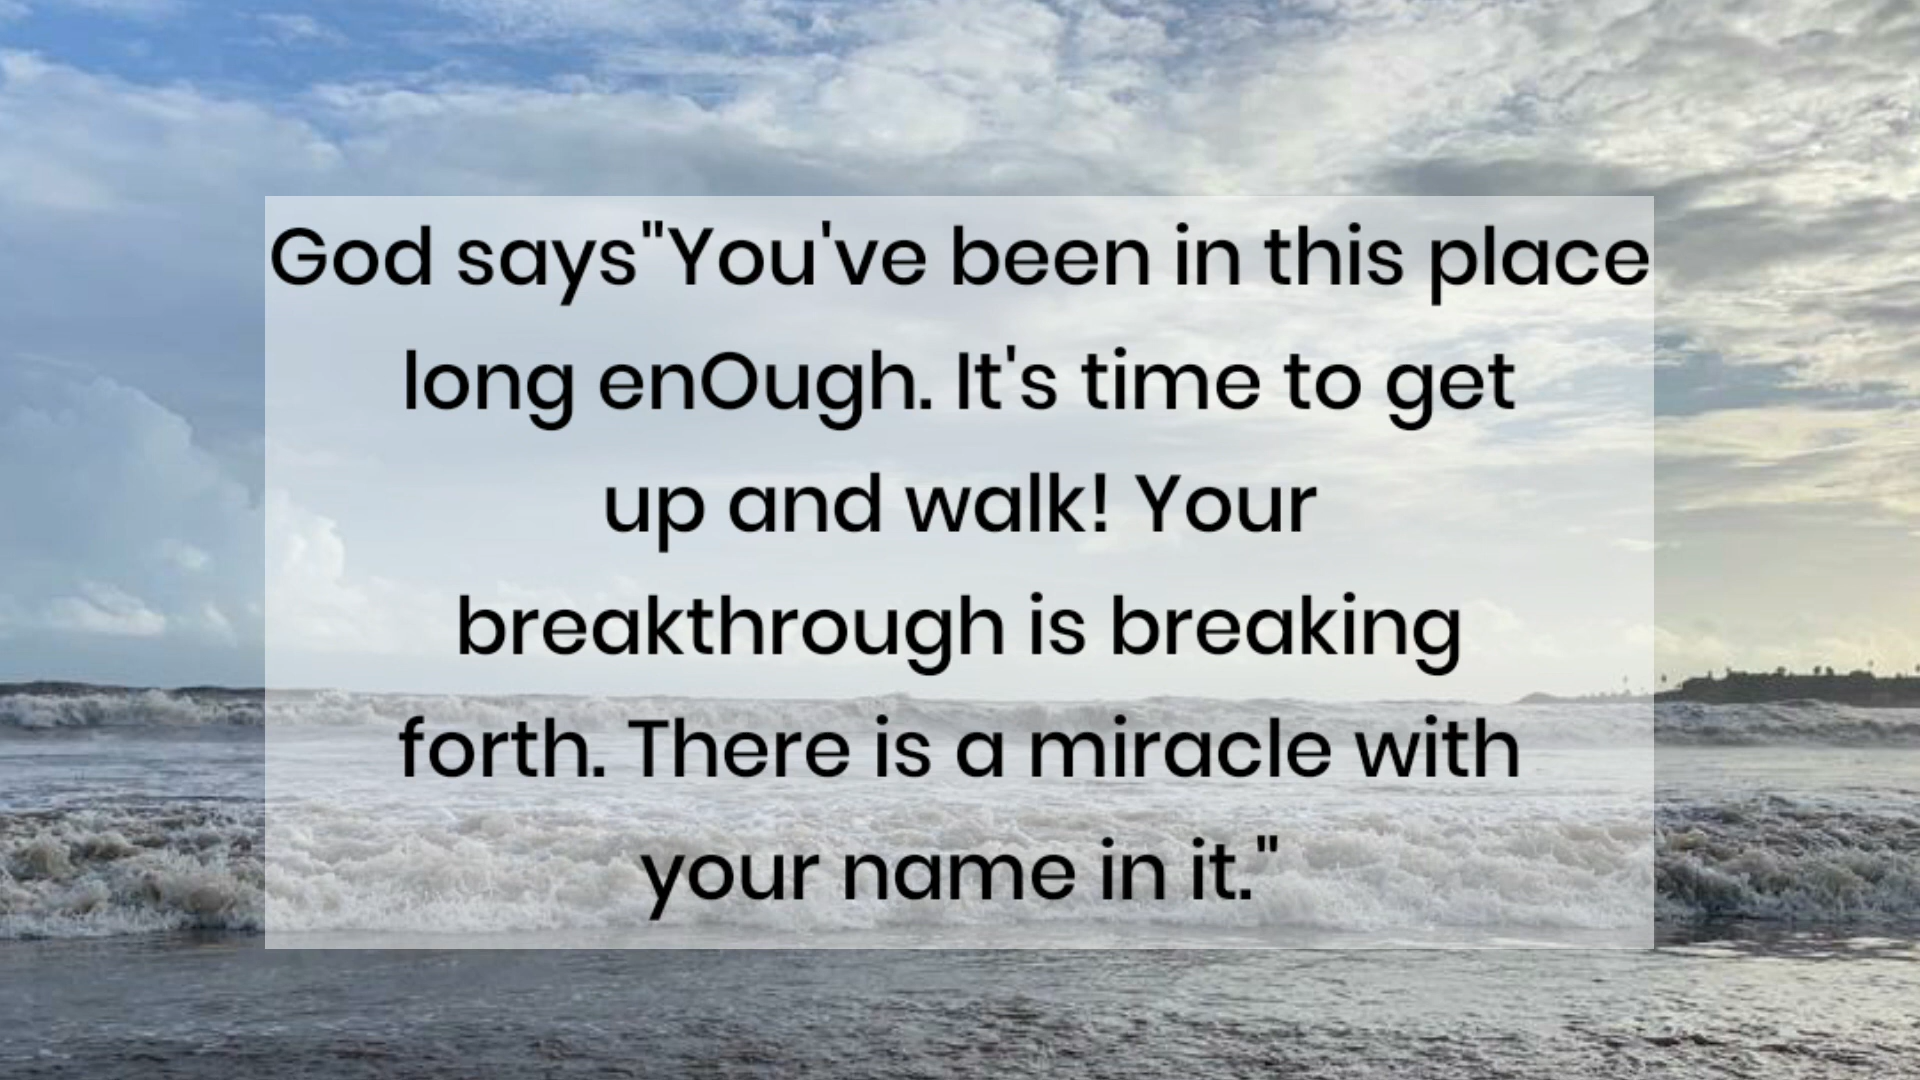 God says"You've been in this place
long enOugh. It's time to get
up and walk! Your
breakthrough is breaking
forth. There is a miracle with
your name in it."